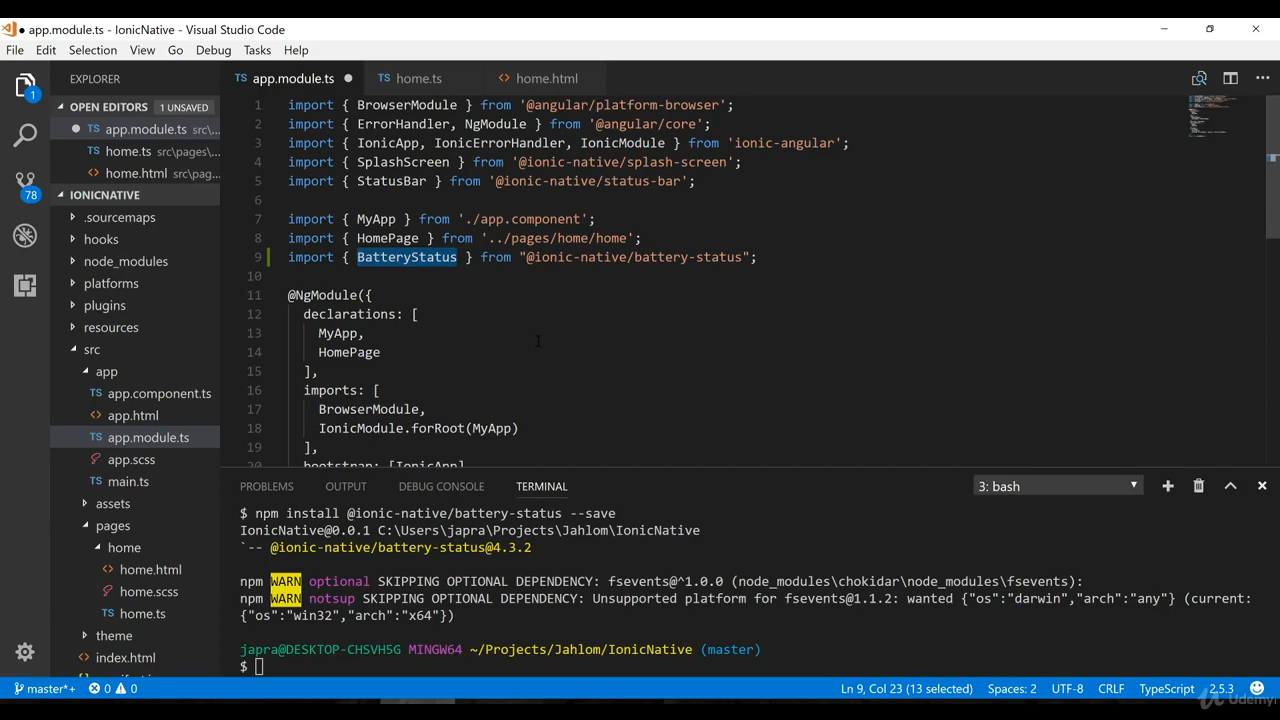 app.module.ts - IonicNative - Visual Studio Code
File Edit Selection View Go Debug Tasks Help
EXPLORER
app.module.ts
home.ts
home.html
OPEN EDITORS 1 UNSAVED
app.module.ts src\...
home.ts src\pages\...
home.html src\pag...
IONICNATIVE
.sourcemaps
hooks
node_modules
platforms
plugins
resources
src
app
app.component.ts
app.html
app.module.ts
app.scss
main.ts
assets
pages
home
home.html
home.scss
home.ts
theme
index.html
1
78
1 import { BrowserModule } from '@angular/platform-browser';
2 import { ErrorHandler, NgModule } from '@angular/core';
3 import { IonicApp, IonicErrorHandler, IonicModule } from 'ionic-angular';
4 import { SplashScreen } from '@ionic-native/splash-screen';
5 import { StatusBar } from '@ionic-native/status-bar';
6
7 import { MyApp } from './app.component';
8 import { HomePage } from '../pages/home/home';
9 import { BatteryStatus } from "@ionic-native/battery-status";
10
11 @NgModule({
12 declarations: [
13 MyApp,
14 HomePage
15 ],
16 imports: [
17 BrowserModule,
18 IonicModule.forRoot(MyApp)
19 ],
20 bootstrap: [IonicApp]
PROBLEMS OUTPUT DEBUG CONSOLE TERMINAL 3: bash
$ npm install @ionic-native/battery-status --save
IonicNative@0.0.1 C:\Users\japra\Projects\Jahlom\IonicNative
`-- @ionic-native/battery-status@4.3.2
npm WARN optional SKIPPING OPTIONAL DEPENDENCY: fsevents@^1.0.0 (node_modules\chokidar\node_modules\fsevents):
npm WARN notsup SKIPPING OPTIONAL DEPENDENCY: Unsupported platform for fsevents@1.1.2: wanted {"os":"darwin","arch":"any"} (current:
{"os":"win32","arch":"x64"})
japra@DESKTOP-CHSVH5G MINGW64 ~/Projects/Jahlom/IonicNative (master)
$
master*+ 0 0 Ln 9, Col 23 (13 selected) Spaces: 2 UTF-8 CRLF TypeScript 2.5.3
Udemy